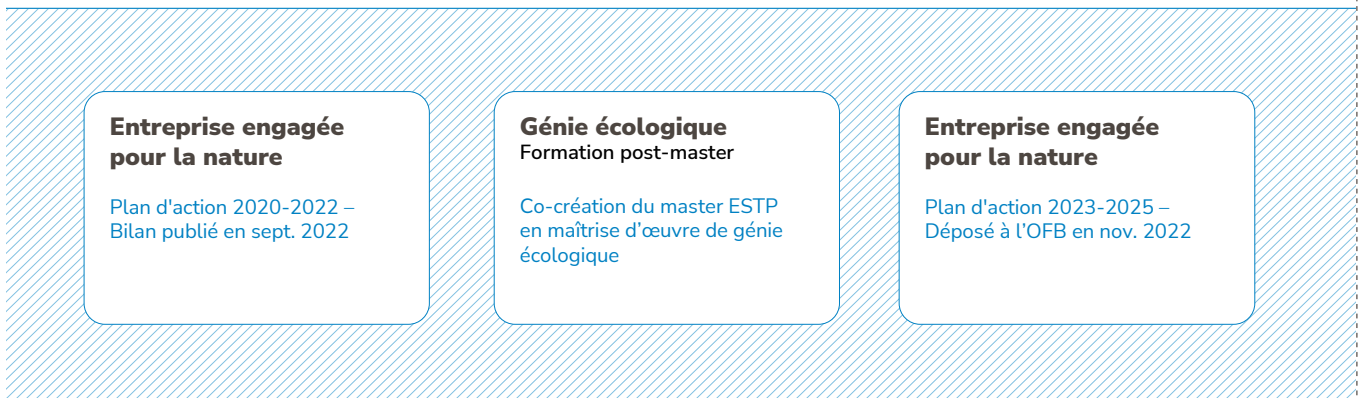 Entreprise engagée
pour la nature
Plan d'action 2020-2022 –
Bilan publié en sept. 2022
Génie écologique
Formation post-master
Co-création du master ESTP
en maîtrise d’œuvre de génie
écologique
Entreprise engagée
pour la nature
Plan d'action 2023-2025 –
Déposé à l’OFB en nov. 2022